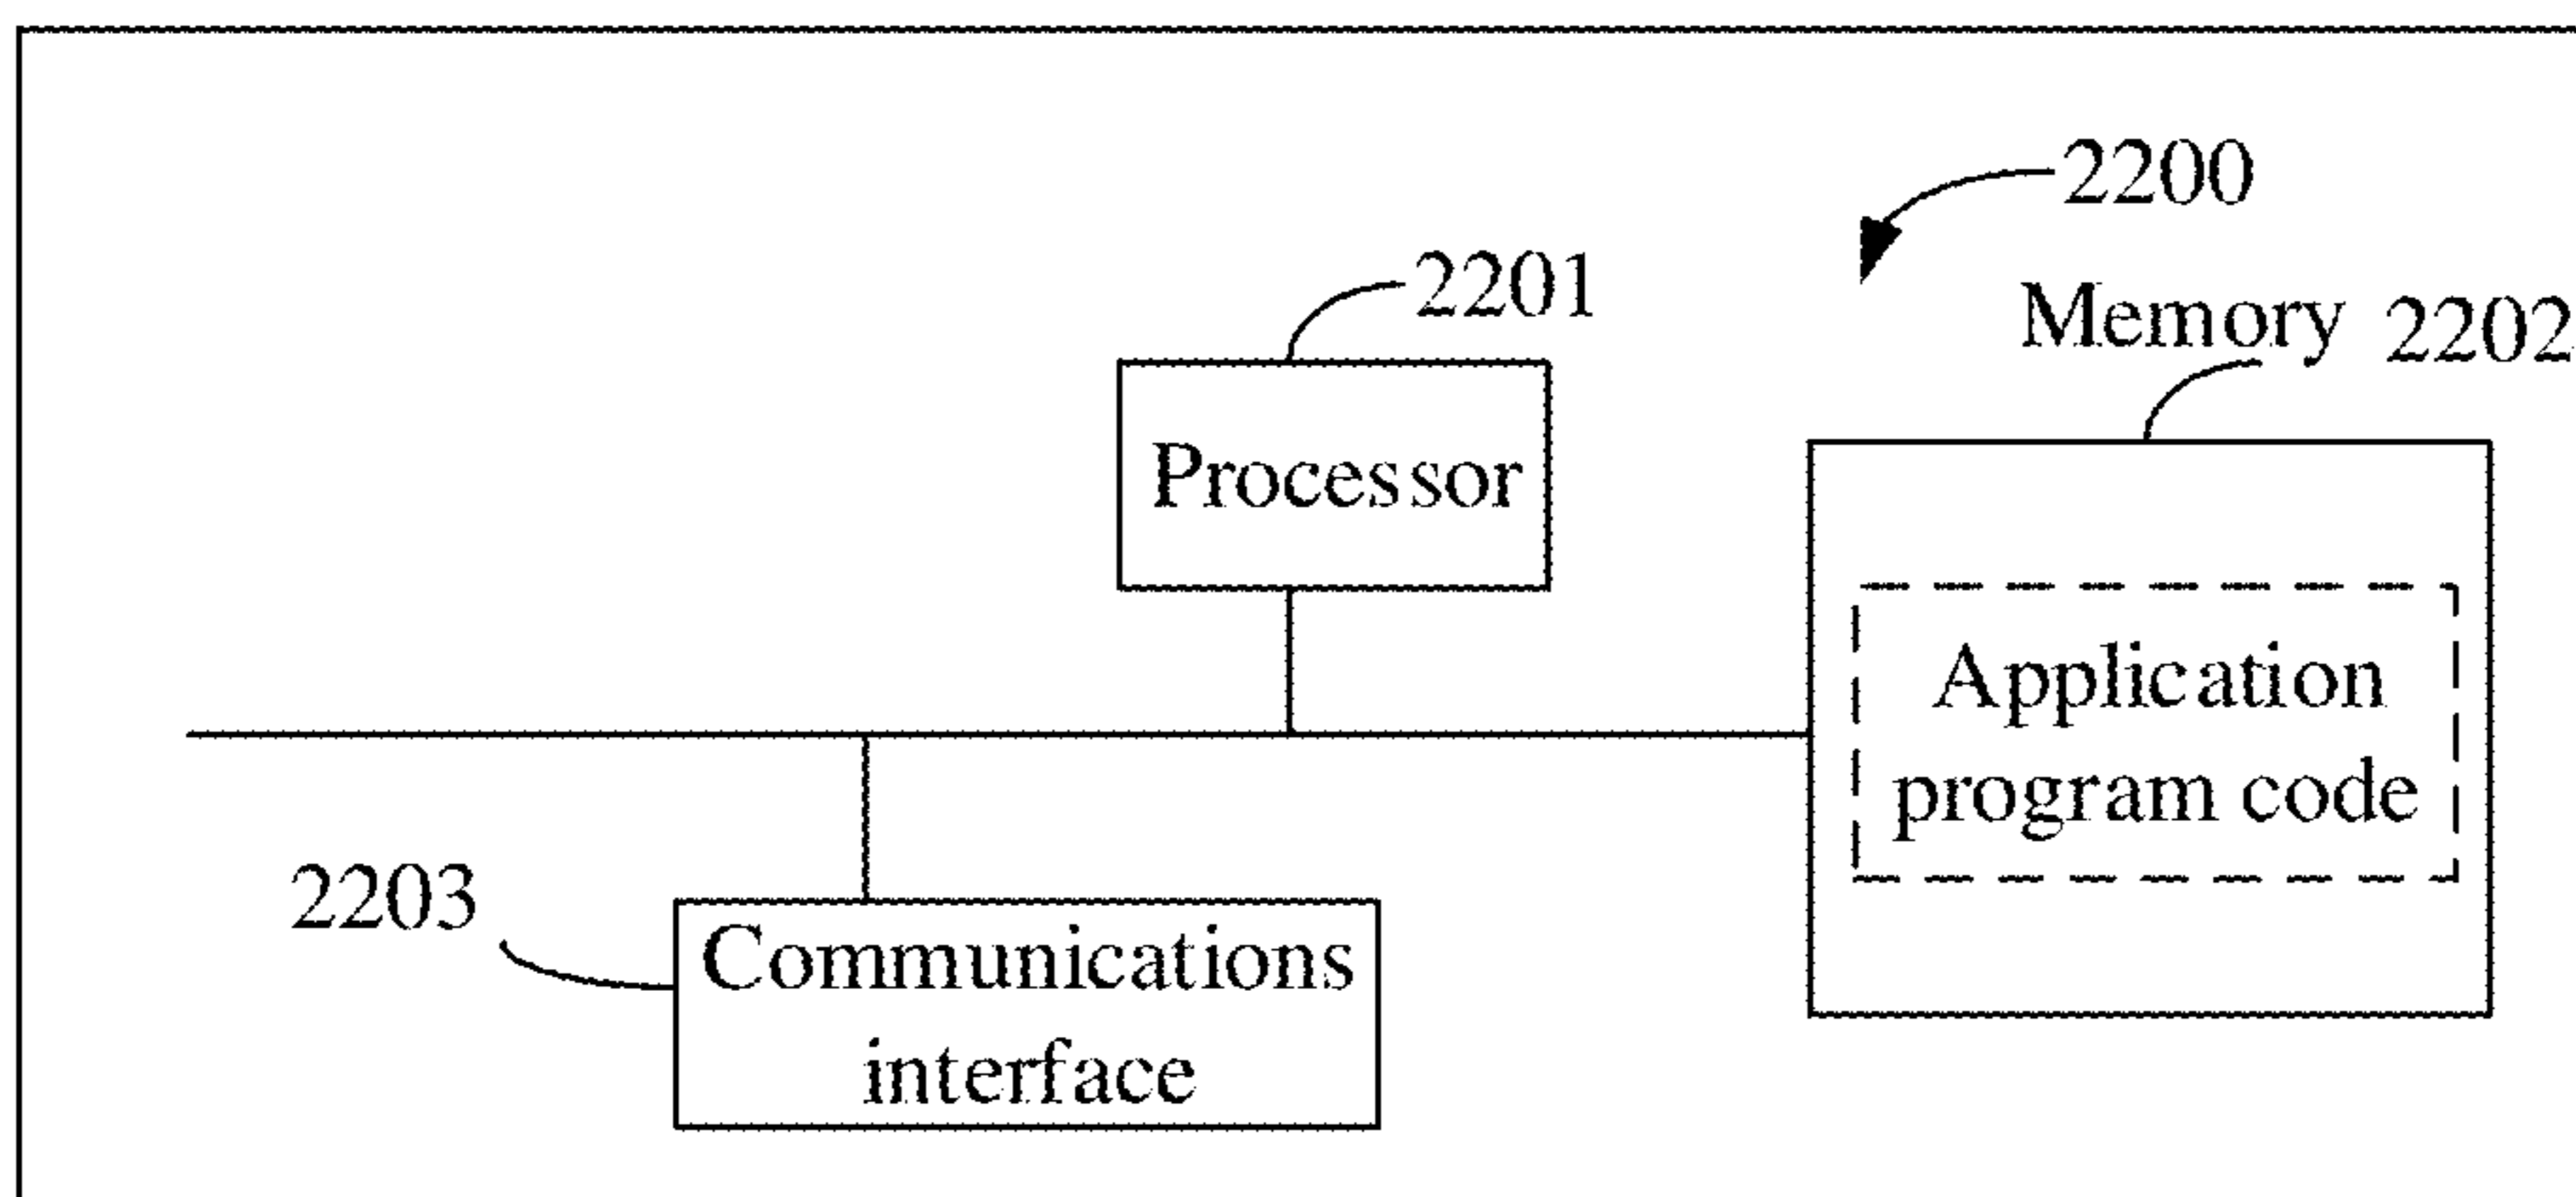 2200
2201
Memory 2202
Processor
Application
program code
2203
Communications
interface